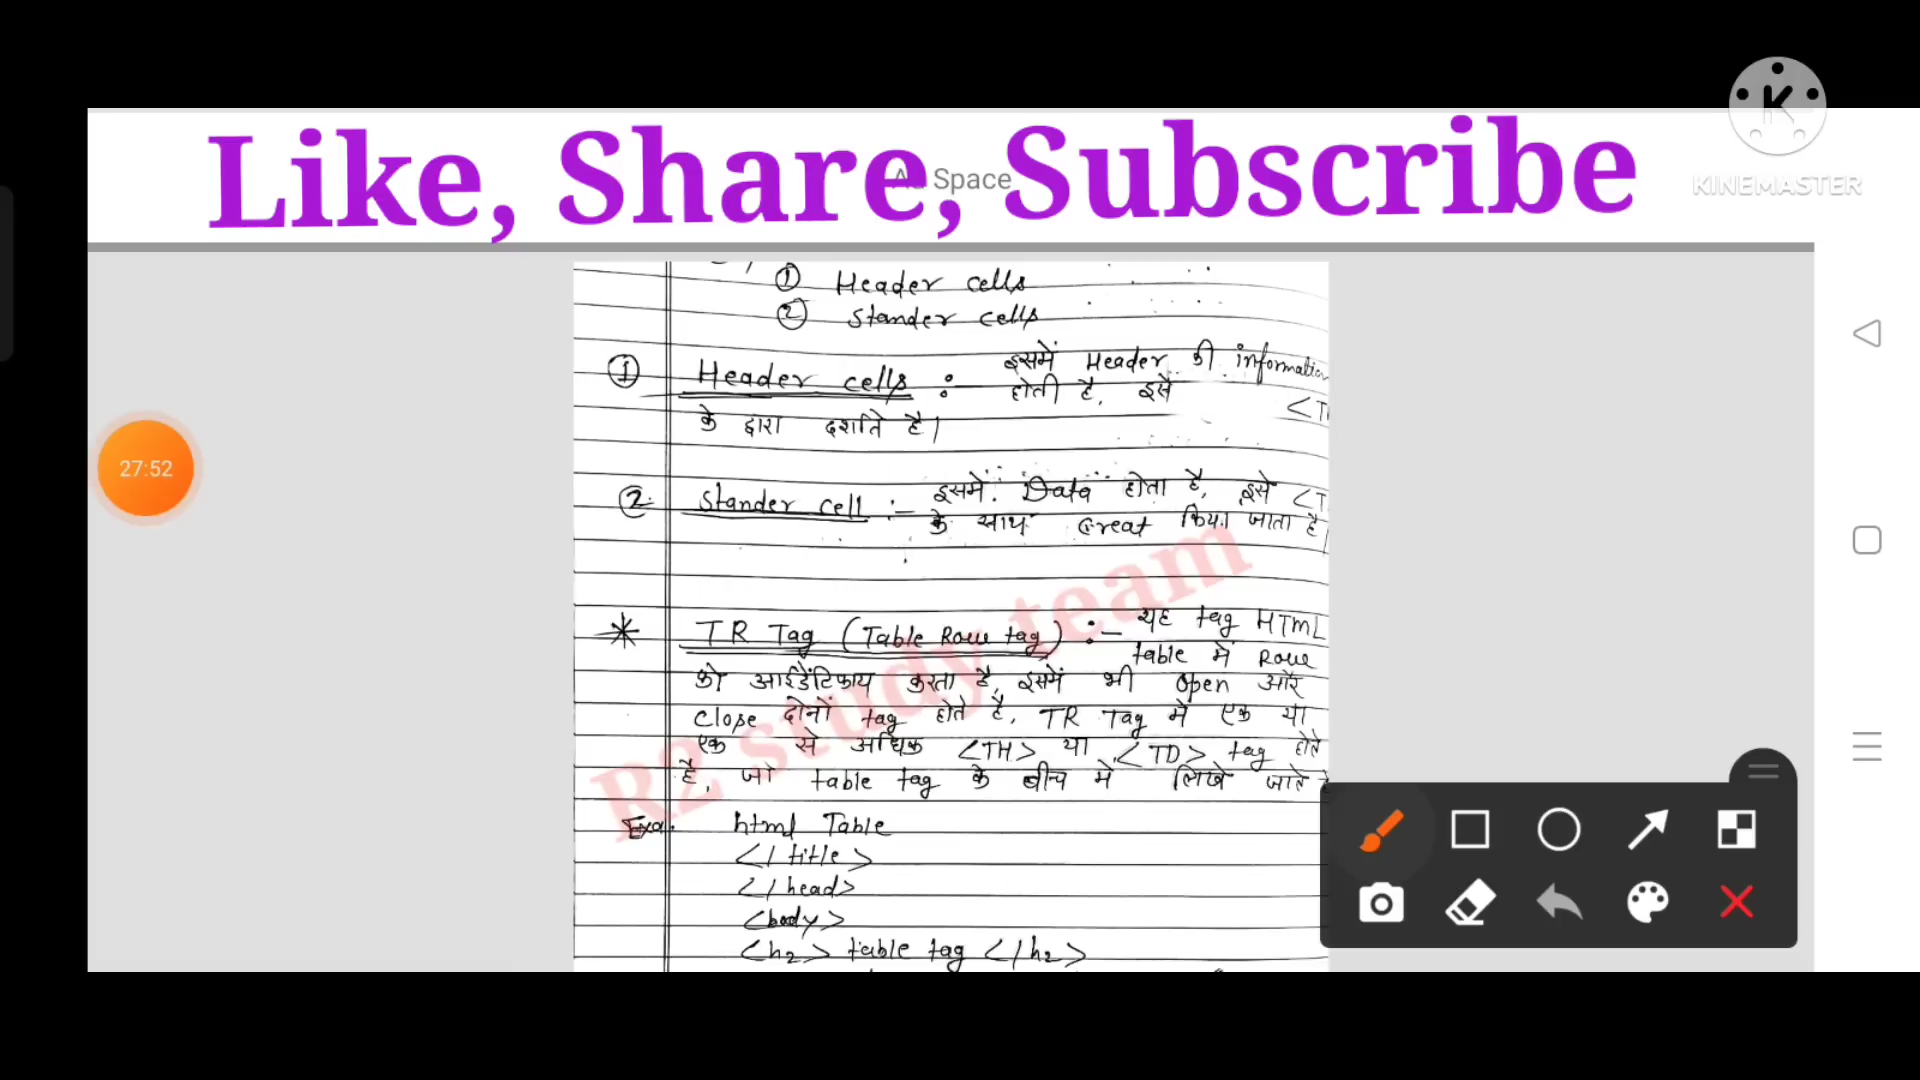 Like, Share, Subscribe
Ad Space
KINEMASTER
① Header cells
② Stander cells
① Header cells :- इसमें Header की information
होती है, इसे <T
के द्वारा दर्शाते है।
② Stander cell :- इसमें Data होता है, इसे <T
के साथ Creat किया जाता है।
27:52
* TR Tag (Table Row tag) :- यह tag HTML
table में Row
को आईडेंटिफाय करता है, इसमें भी open और
close दोनों tag होते है, TR Tag में एक या
एक से अधिक <TH> या <TD> tag होते
है, जो table tag के बीच में लिखे जाते
Exa. html Table
</title>
</head>
<body>
<h2> table tag </h2>
R2 study team